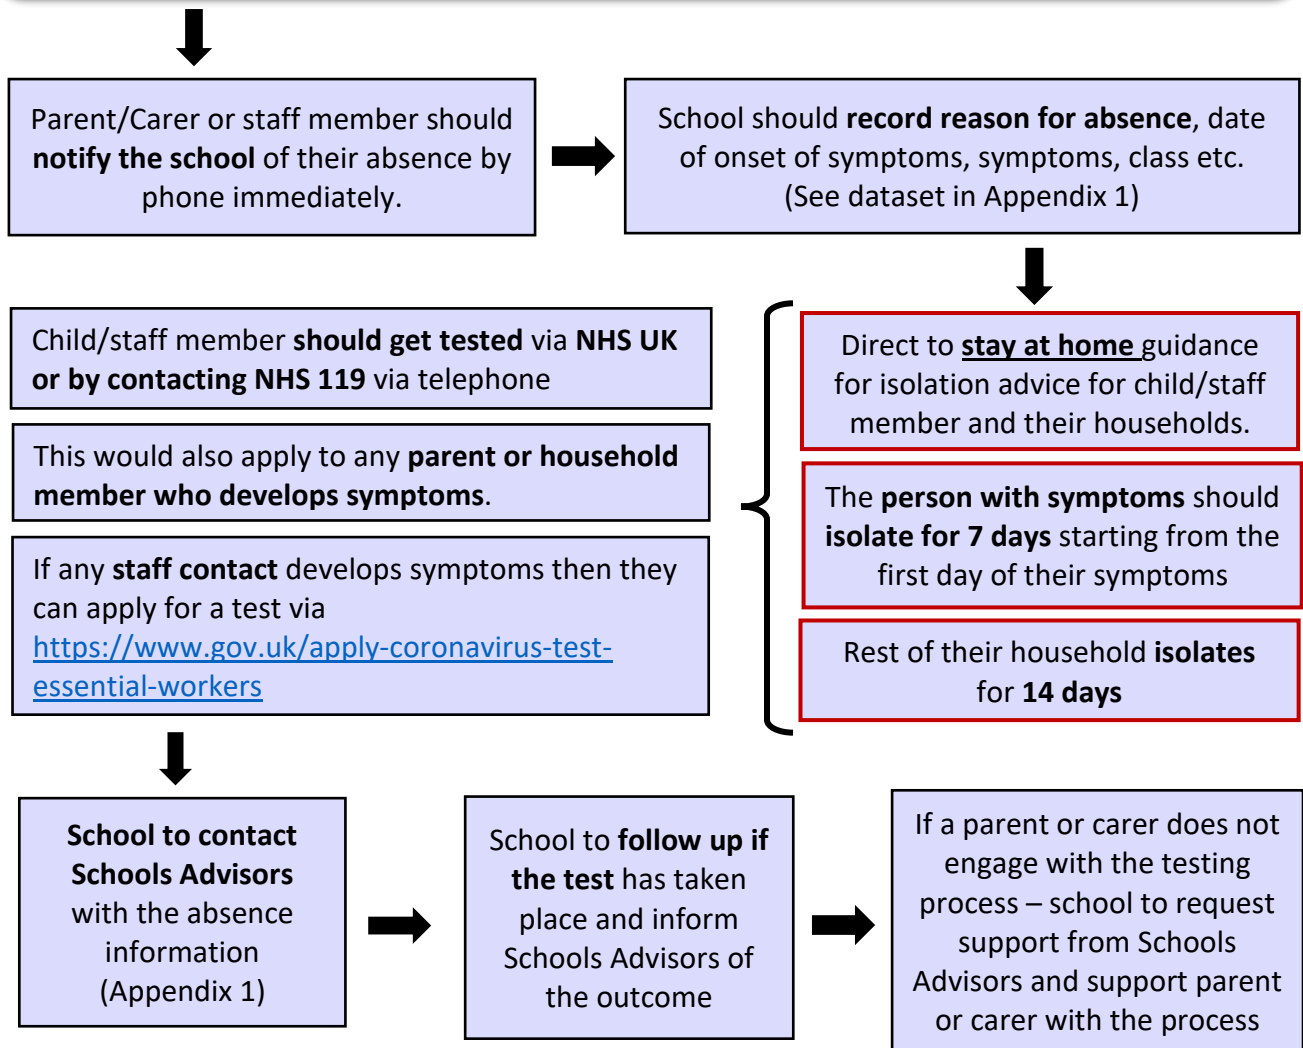 Parent/Carer or staff member should
notify the school of their absence by
phone immediately.
School should record reason for absence, date
of onset of symptoms, symptoms, class etc.
(See dataset in Appendix 1)
Direct to stay at home guidance
for isolation advice for child/staff
member and their households.
The person with symptoms should
isolate for 7 days starting from the
first day of their symptoms
Rest of their household isolates
for 14 days
Child/staff member should get tested via NHS UK
or by contacting NHS 119 via telephone
This would also apply to any parent or household
member who develops symptoms.
If any staff contact develops symptoms then they
can apply for a test via
https://www.gov.uk/apply-coronavirus-test-
essential-workers
School to contact
Schools Advisors
with the absence
information
(Appendix 1)
School to follow up if
the test has taken
place and inform
Schools Advisors of
the outcome
If a parent or carer does not
engage with the testing
process – school to request
support from Schools
Advisors and support parent
or carer with the process